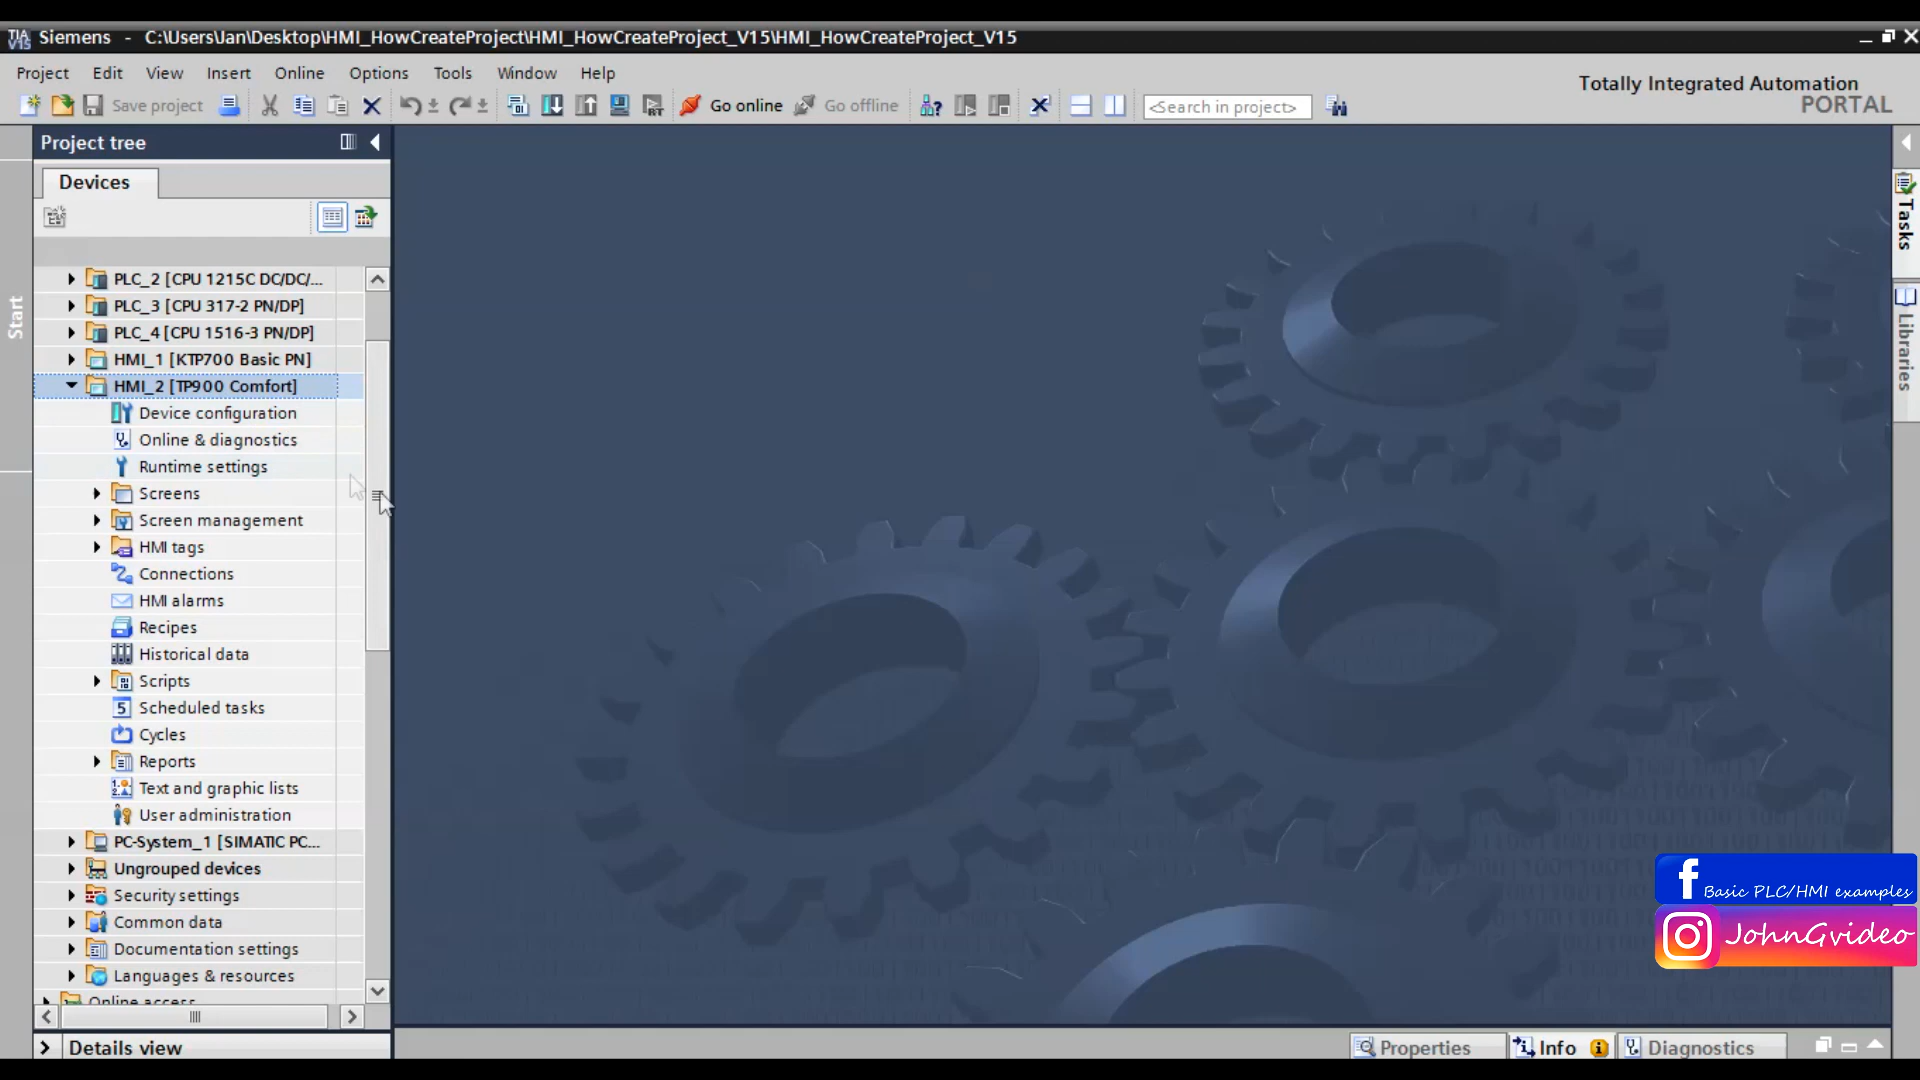 TIA
V15
Siemens - C:\Users\Jan\Desktop\HMI_HowCreateProject\HMI_HowCreateProject_V15\HMI_HowCreateProject_V15
Project Edit View Insert Online Options Tools Window Help
Totally Integrated Automation
PORTAL
Save project
Go online
Go offline
<Search in project>
Project tree
Devices
Start
PLC_2 [CPU 1215C DC/DC/...
PLC_3 [CPU 317-2 PN/DP]
PLC_4 [CPU 1516-3 PN/DP]
HMI_1 [KTP700 Basic PN]
HMI_2 [TP900 Comfort]
Device configuration
Online & diagnostics
Runtime settings
Screens
Screen management
HMI tags
Connections
HMI alarms
Recipes
Historical data
Scripts
Scheduled tasks
Cycles
Reports
Text and graphic lists
User administration
PC-System_1 [SIMATIC PC...
Ungrouped devices
Security settings
Common data
Documentation settings
Languages & resources
Online access
Details view
Tasks
Libraries
Basic PLC/HMI examples
JohnGvideo
Properties
Info
Diagnostics